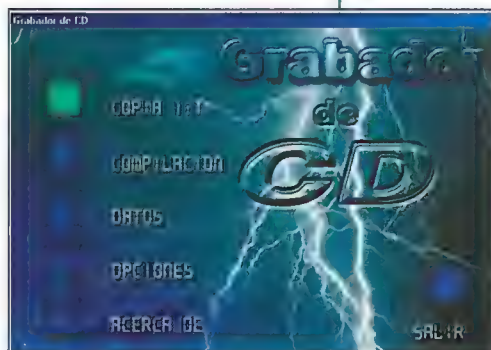 Grabador de CD
Grabador
de
CD
COPIA 1:1
COMPILACION
DATOS
OPCIONES
ACERCA DE
SALIR